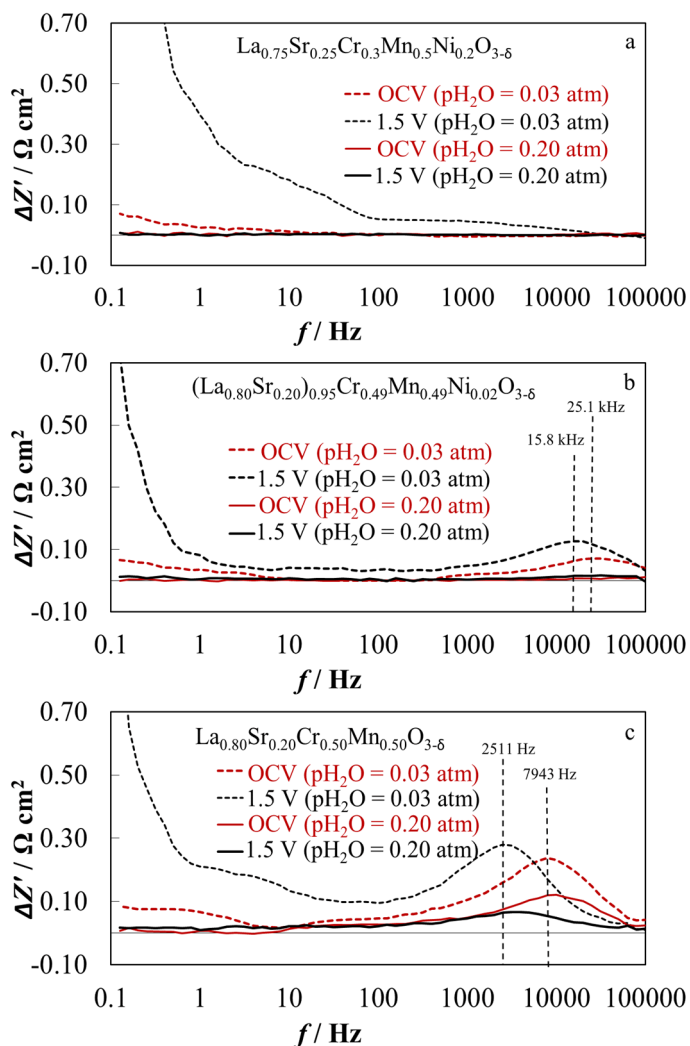 La0.75Sr0.25Cr0.3Mn0.5Ni0.2O3-δ
a
OCV (pH2O = 0.03 atm)
1.5 V (pH2O = 0.03 atm)
OCV (pH2O = 0.20 atm)
1.5 V (pH2O = 0.20 atm)
ΔZ' / Ω cm2
0.70
0.50
0.30
0.10
-0.10
0.1 1 10 100 1000 10000 100000
f / Hz
(La0.80Sr0.20)0.95Cr0.49Mn0.49Ni0.02O3-δ
b
25.1 kHz
15.8 kHz
OCV (pH2O = 0.03 atm)
1.5 V (pH2O = 0.03 atm)
OCV (pH2O = 0.20 atm)
1.5 V (pH2O = 0.20 atm)
ΔZ' / Ω cm2
0.70
0.50
0.30
0.10
-0.10
0.1 1 10 100 1000 10000 100000
f / Hz
La0.80Sr0.20Cr0.50Mn0.50O3-δ
c
2511 Hz
7943 Hz
OCV (pH2O = 0.03 atm)
1.5 V (pH2O = 0.03 atm)
OCV (pH2O = 0.20 atm)
1.5 V (pH2O = 0.20 atm)
ΔZ' / Ω cm2
0.70
0.50
0.30
0.10
-0.10
0.1 1 10 100 1000 10000 100000
f / Hz